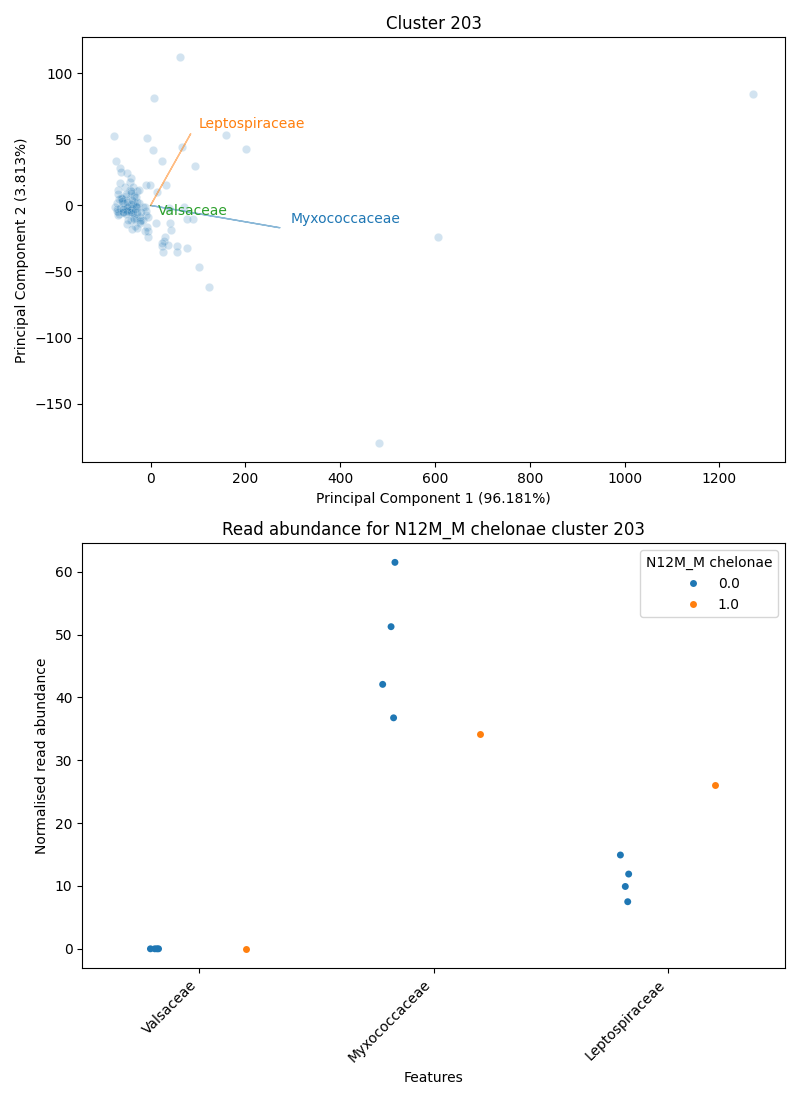 Cluster 203
Principal Component 2 (3.813%)
100
50
0
−50
−100
−150
Leptospiraceae
Valsaceae
Myxococcaceae
0 200 400 600 800 1000 1200
Principal Component 1 (96.181%)
Read abundance for N12M_M chelonae cluster 203
Normalised read abundance
60
50
40
30
20
10
0
N12M_M chelonae
0.0
1.0
Valsaceae
Myxococcaceae
Leptospiraceae
Features